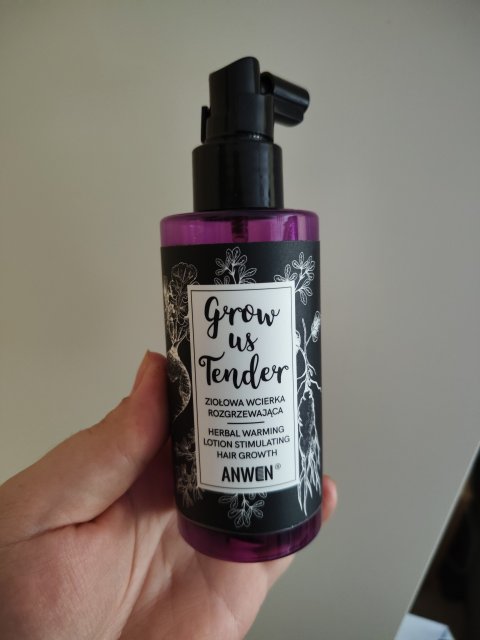 Grow
us
Tender
ZIOŁOWA WCIERKA
ROZGRZEWAJĄCA
HERBAL WARMING
LOTION STIMULATING
HAIR GROWTH
ANWEN®